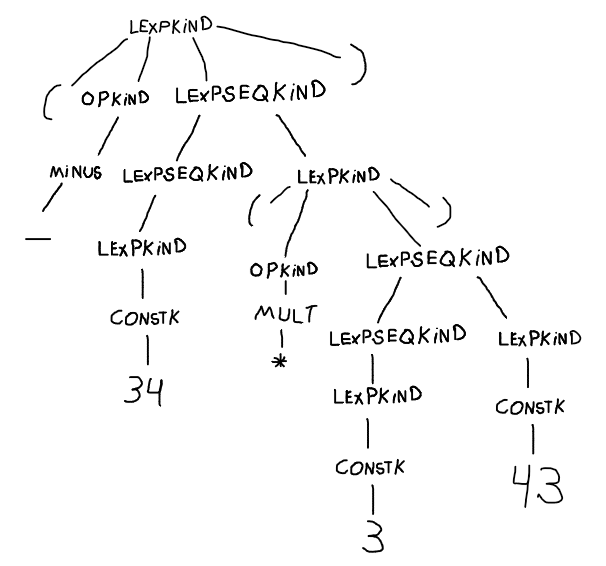 LEXPKIND
( OPKIND LEXPSEQKIND )
MINUS LEXPSEQKIND LEXPKIND
— LEXPKIND ( OPKIND LEXPSEQKIND )
CONSTK MULT LEXPSEQKIND LEXPKIND
34 * LEXPKIND CONSTK
CONSTK 43
3